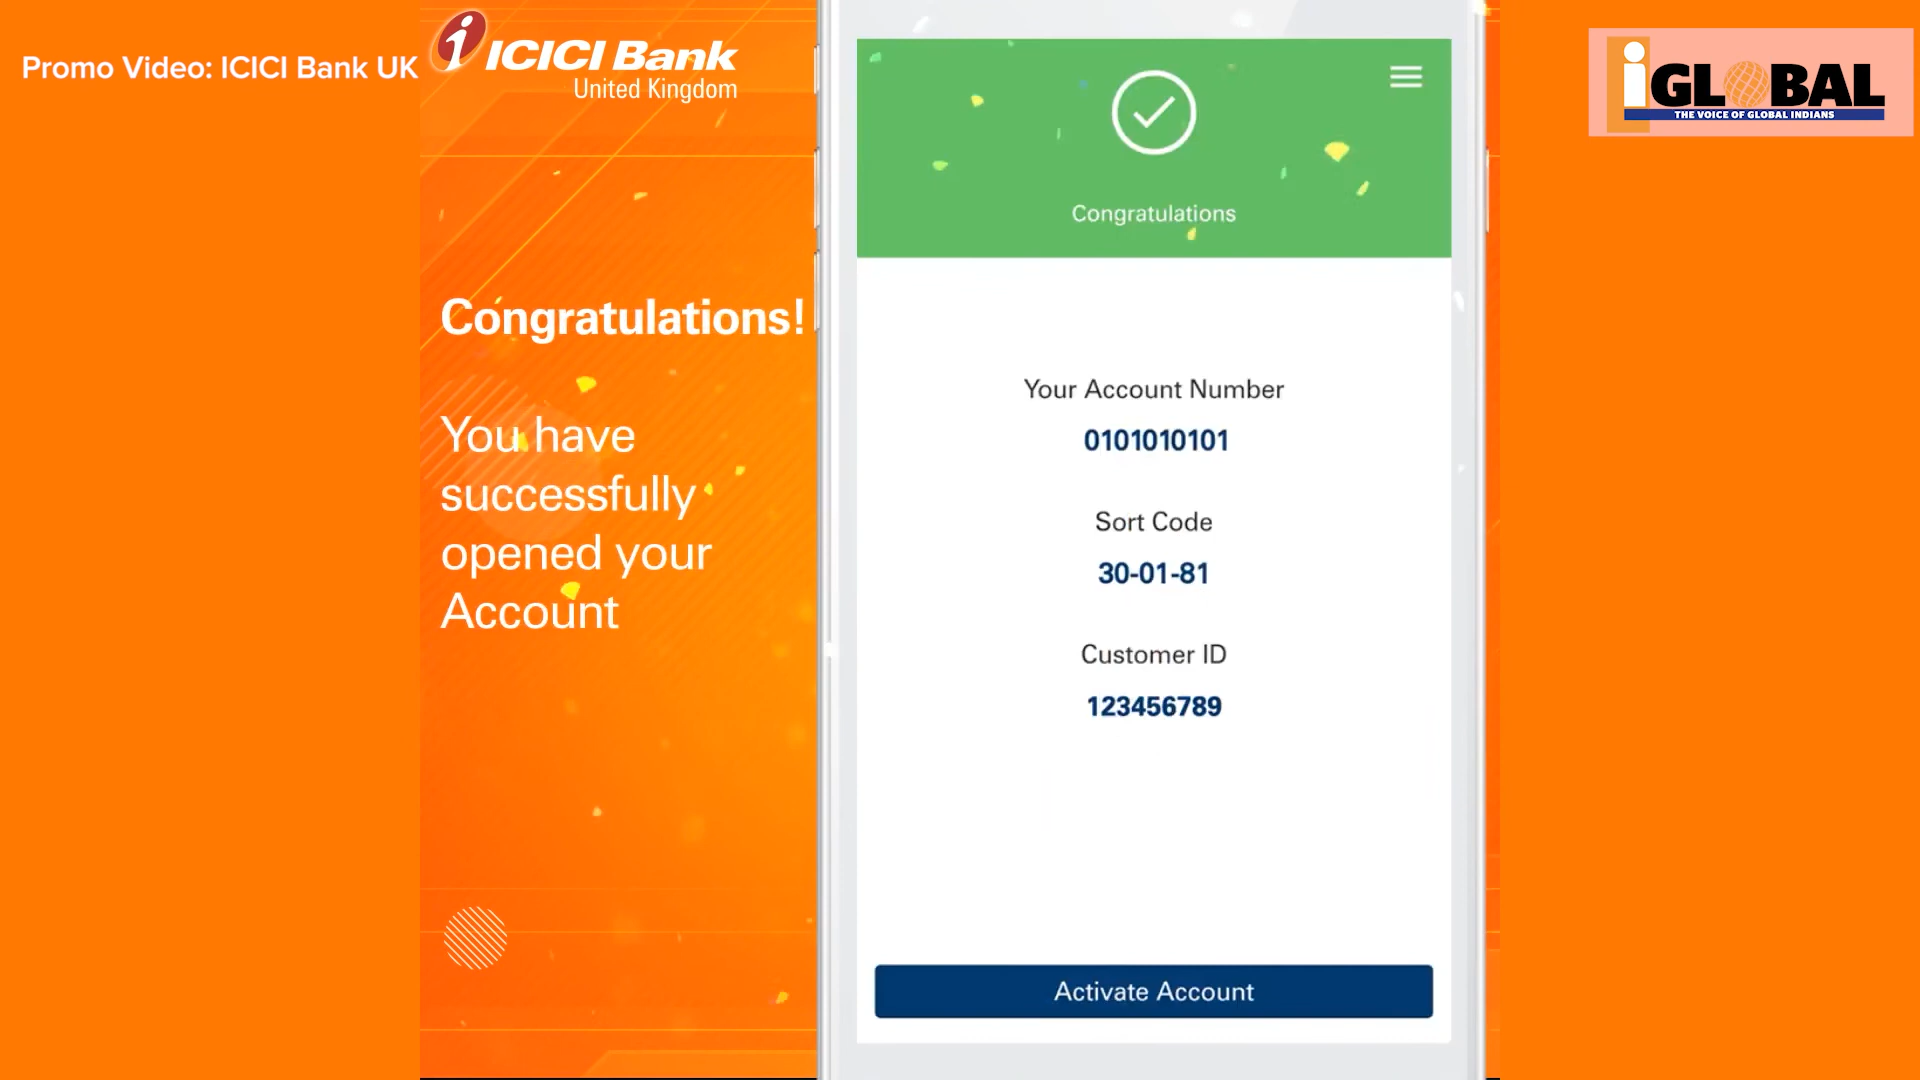 Promo Video: ICICI Bank UK
i ICICI Bank
United Kingdom
iGLOBAL
THE VOICE OF GLOBAL INDIANS
Congratulations!
You have
successfully
opened your
Account
Congratulations
Your Account Number
0101010101
Sort Code
30-01-81
Customer ID
123456789
Activate Account